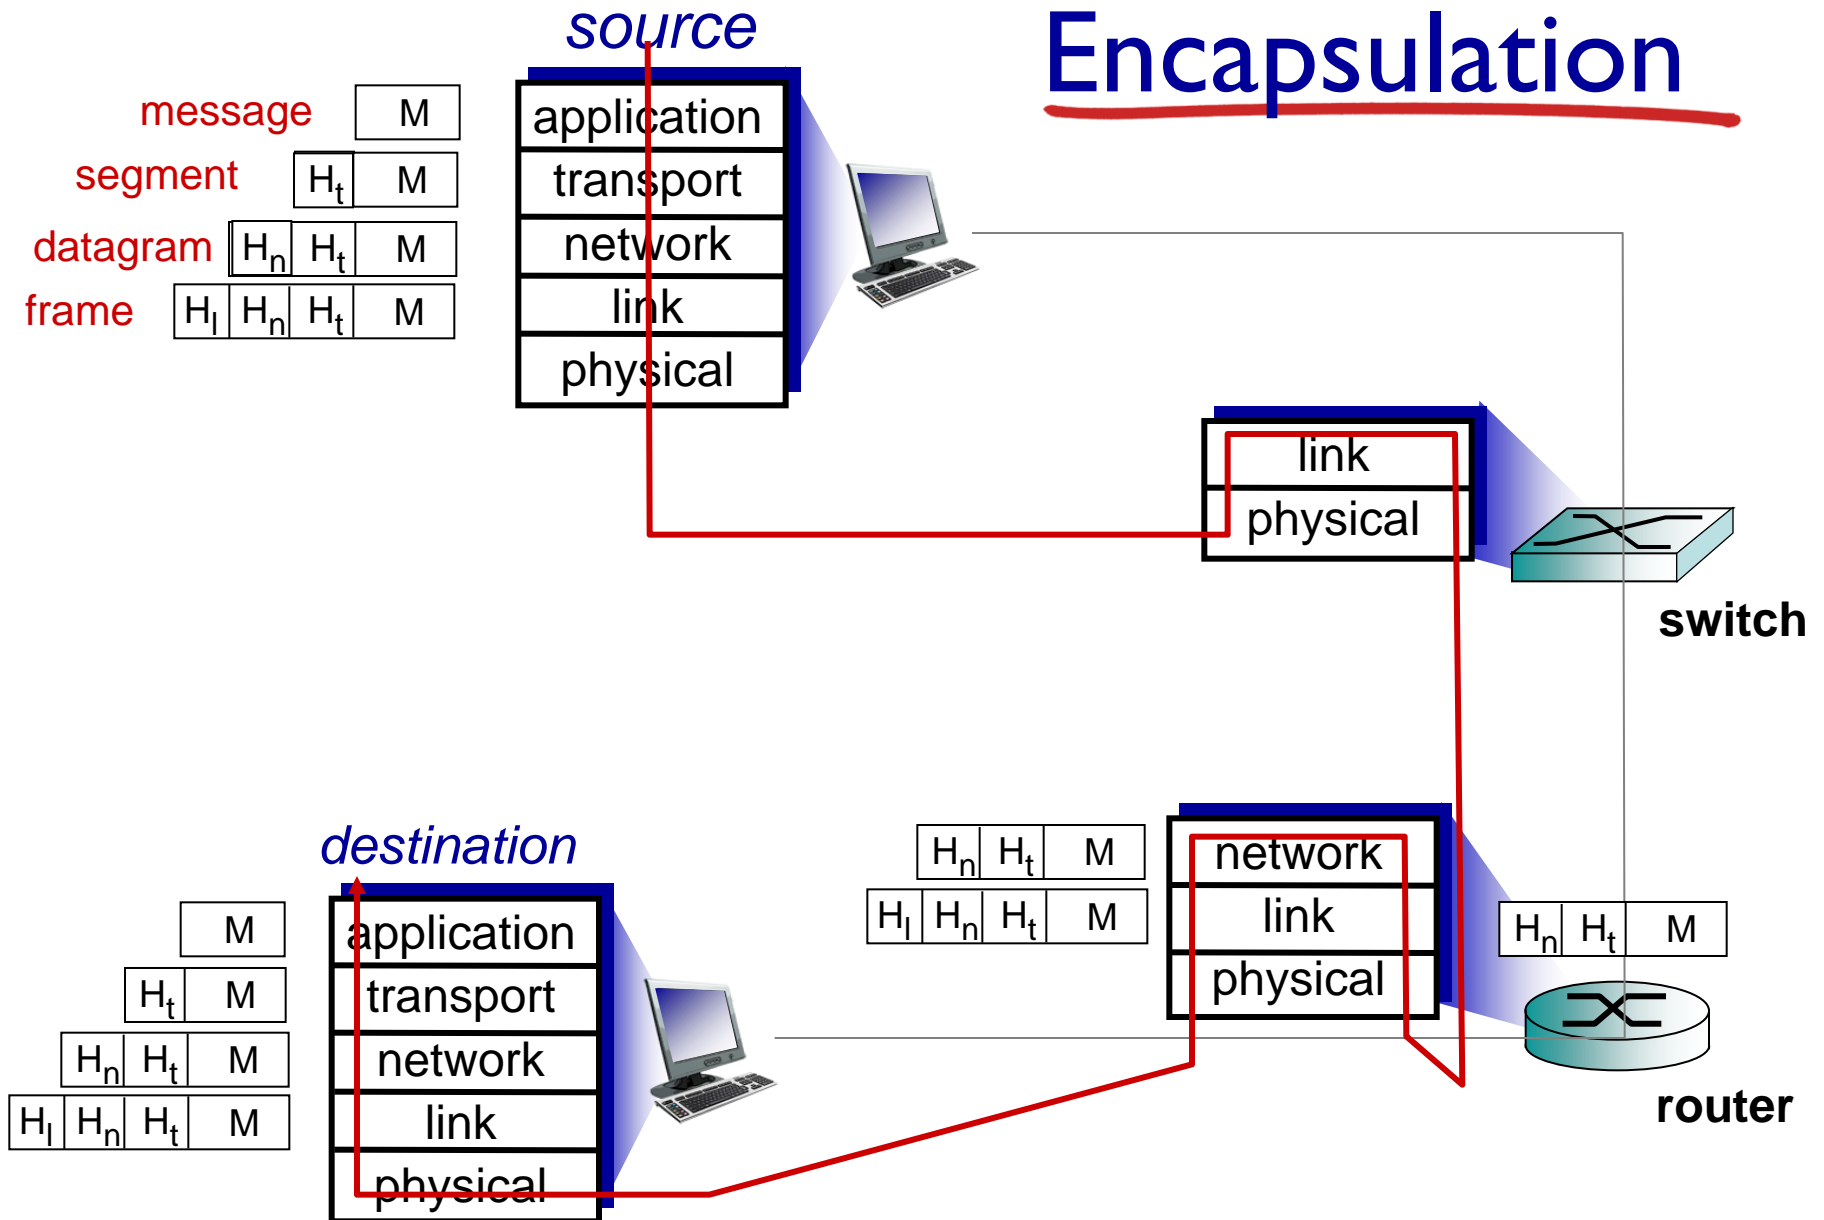 source
Encapsulation
message M
segment Ht M
datagram Hn Ht M
frame Hl Hn Ht M
application
transport
network
link
physical
link
physical
switch
destination
M
Ht M
Hn Ht M
Hl Hn Ht M
application
transport
network
link
physical
Hn Ht M
Hl Hn Ht M
network
link
physical
Hn Ht M
router